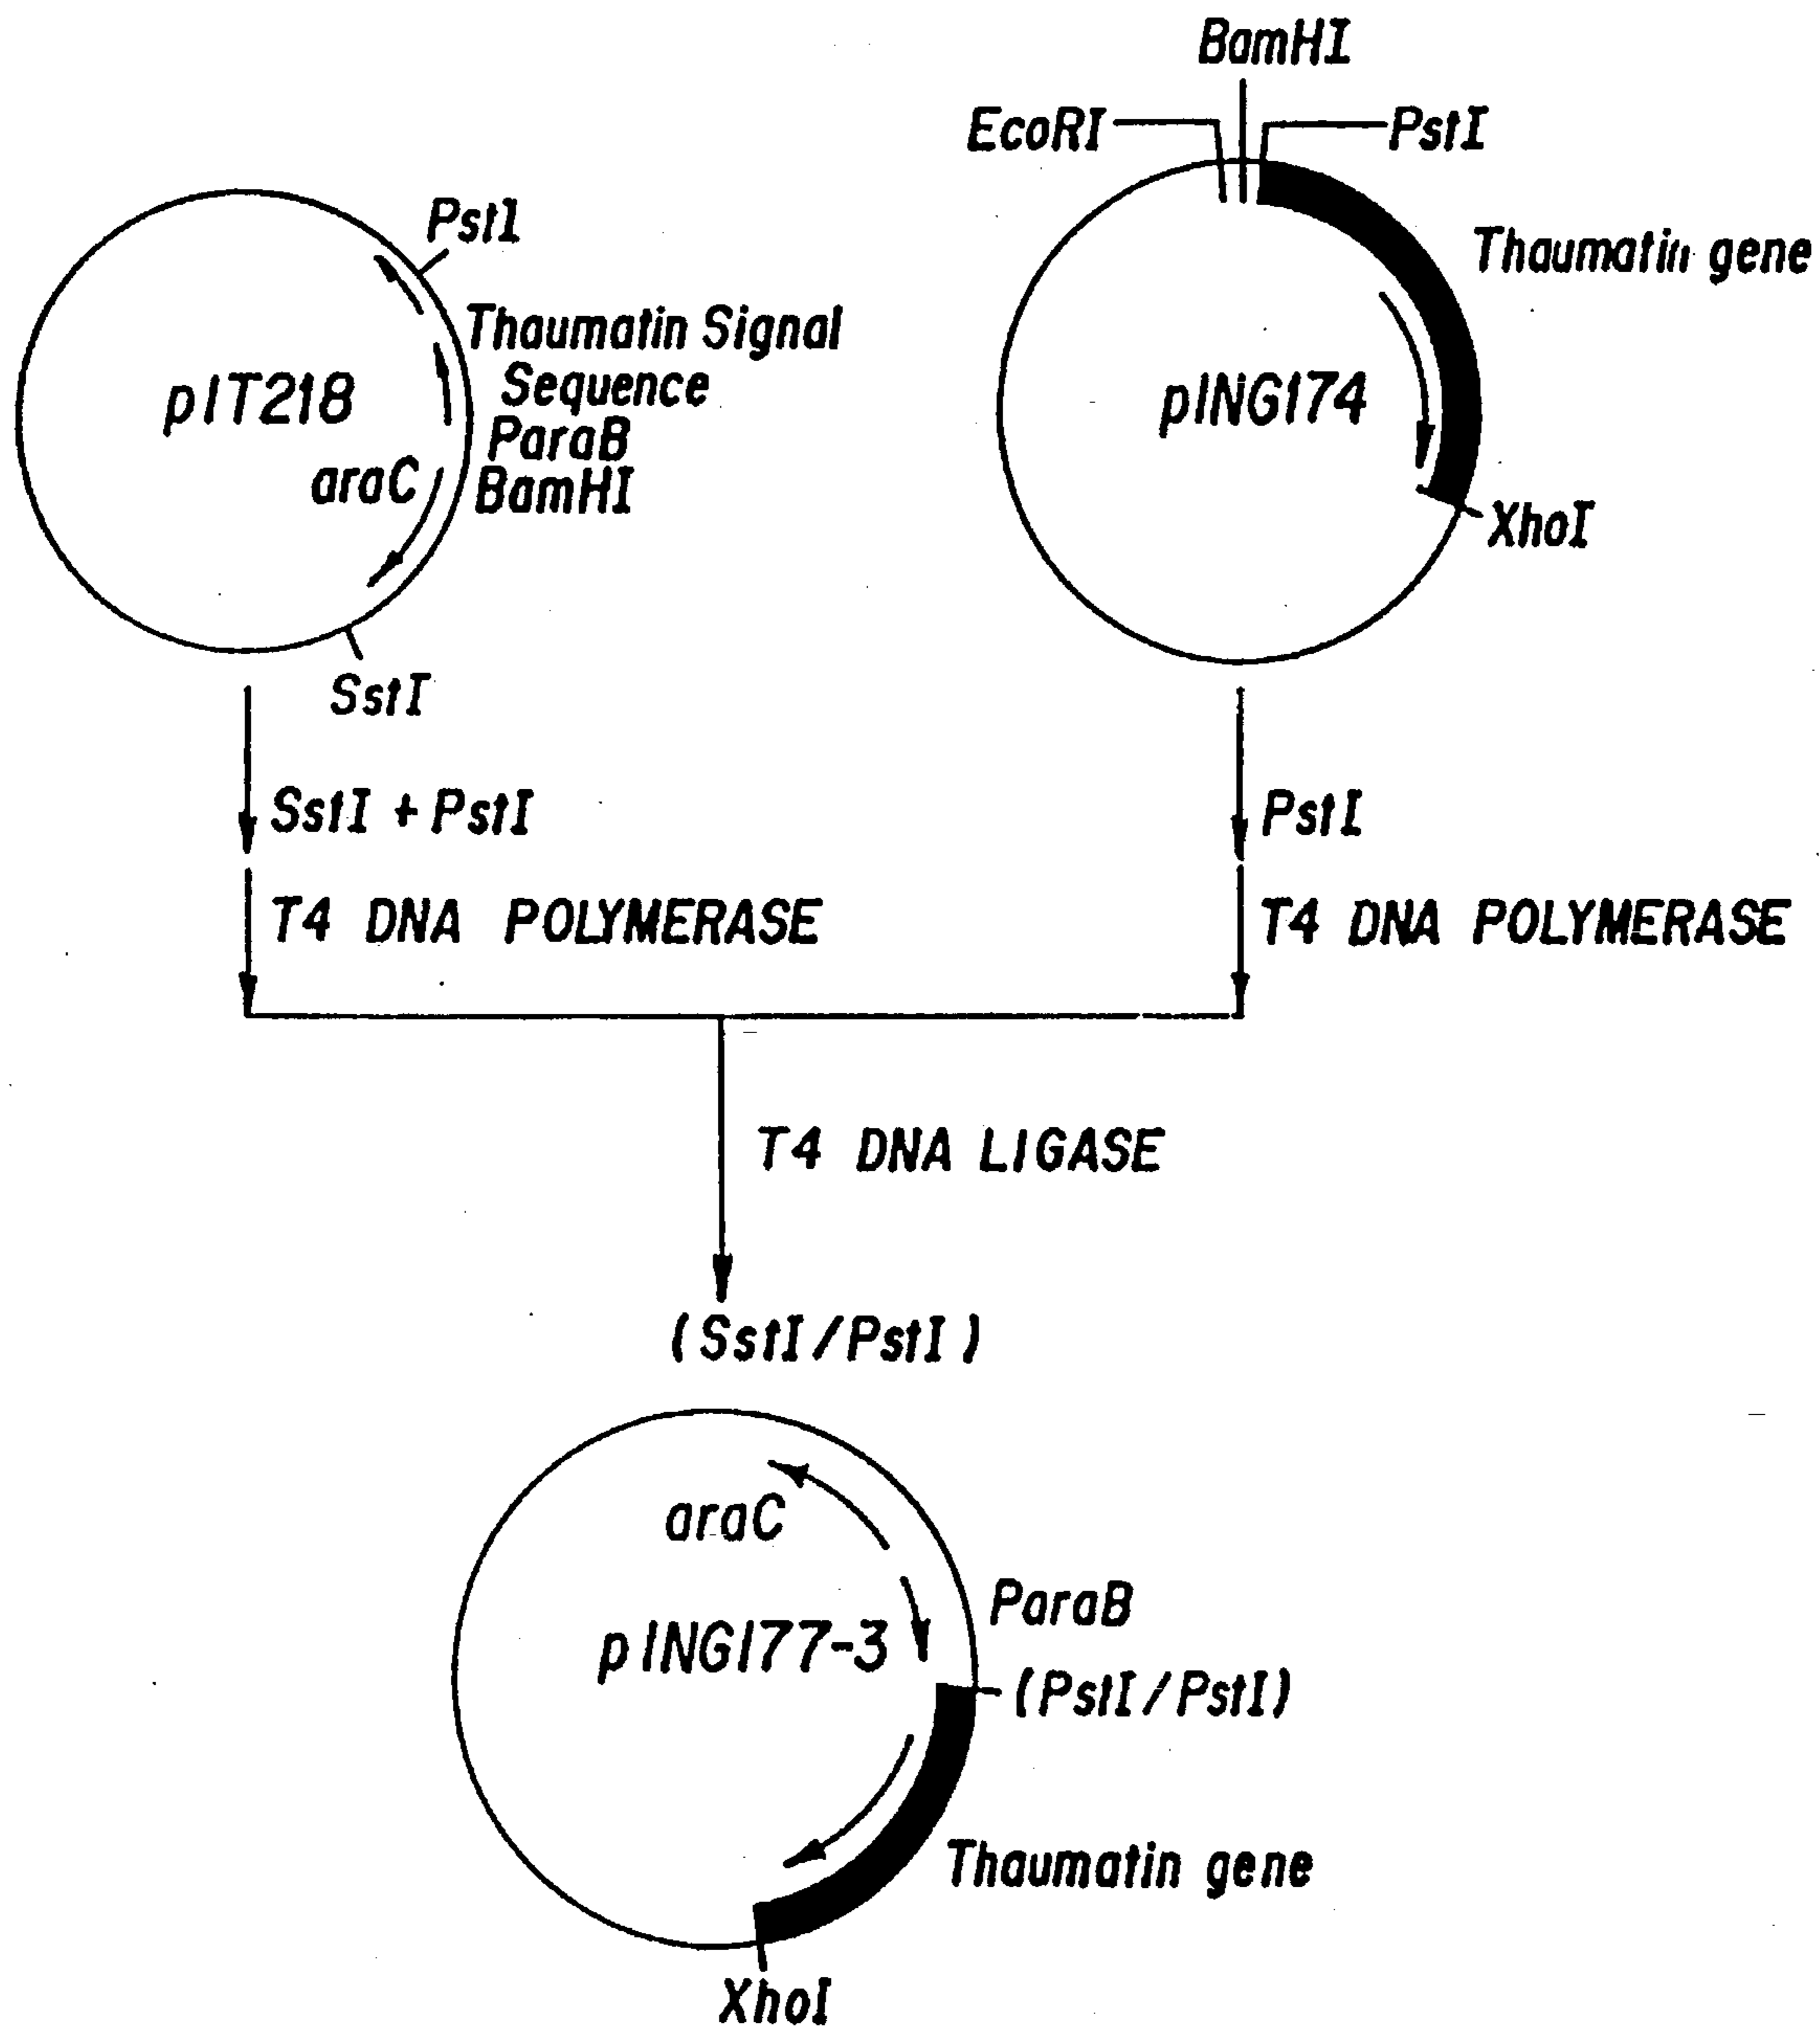 BamHI
EcoRI
PstI
PstI
Thaumatin gene
Thaumatin Signal
Sequence
pIT218
pING174
ParaB
araC
BamHI
XhoI
SstI
SstI + PstI
PstI
T4 DNA POLYMERASE
T4 DNA POLYMERASE
T4 DNA LIGASE
(SstI/PstI)
araC
ParaB
pING177-3
(PstI/PstI)
Thaumatin gene
XhoI